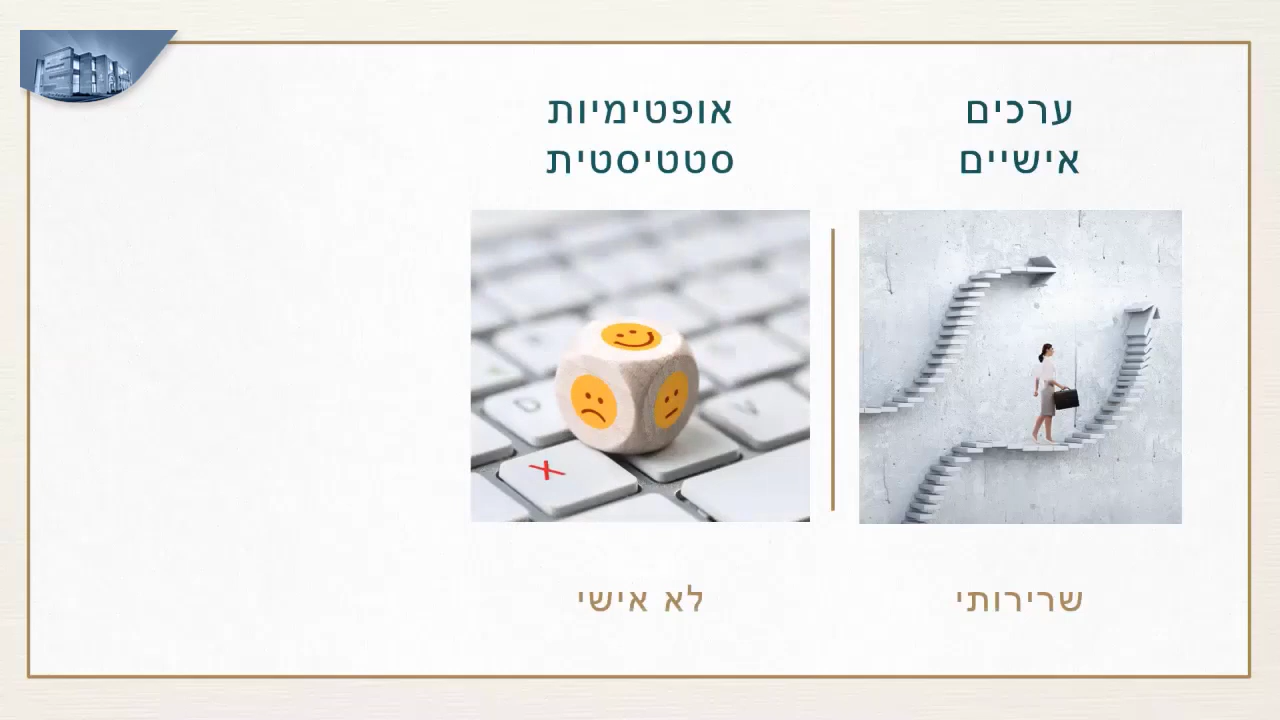 ערכים
אישיים
שרירותי
אופטימיות
סטטיסטית
לא אישי
D
V
X